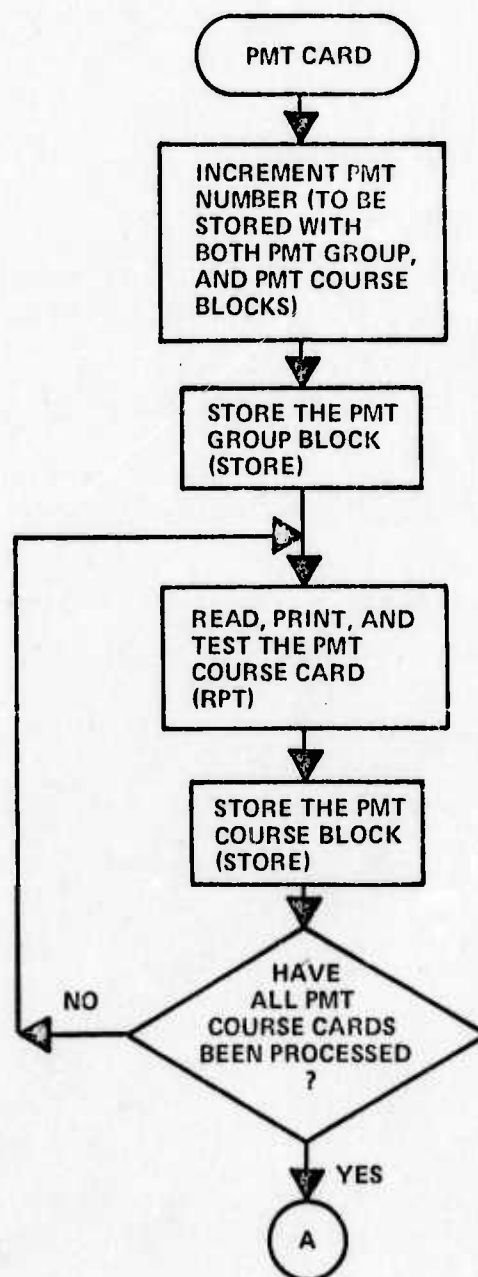 PMT CARD
INCREMENT PMT
NUMBER (TO BE
STORED WITH
BOTH PMT GROUP,
AND PMT COURSE
BLOCKS)
STORE THE PMT
GROUP BLOCK
(STORE)
READ, PRINT, AND
TEST THE PMT
COURSE CARD
(RPT)
STORE THE PMT
COURSE BLOCK
(STORE)
HAVE
ALL PMT
COURSE CARDS
BEEN PROCESSED
?
NO
YES
A